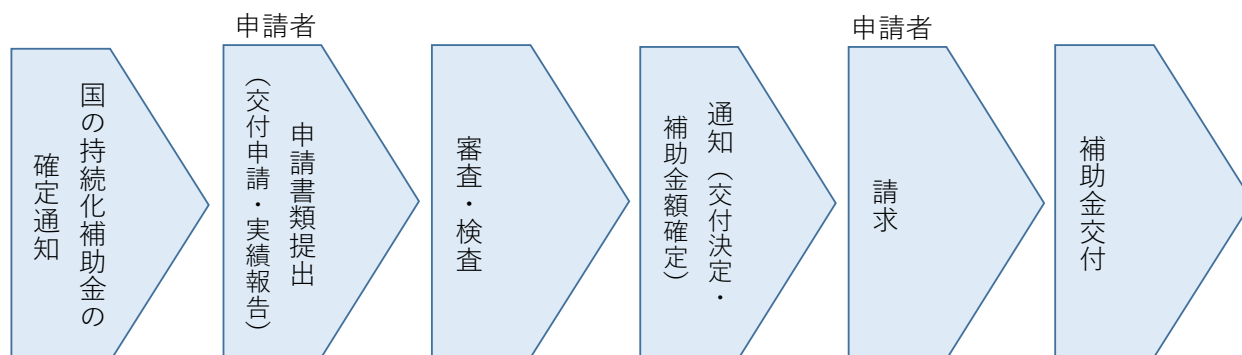 国の持続化補助金の
確定通知
申請者
申請書類提出
（交付申請・実績報告）
審査・検査
通知（交付決定・
補助金額確定）
申請者
請求
補助金交付